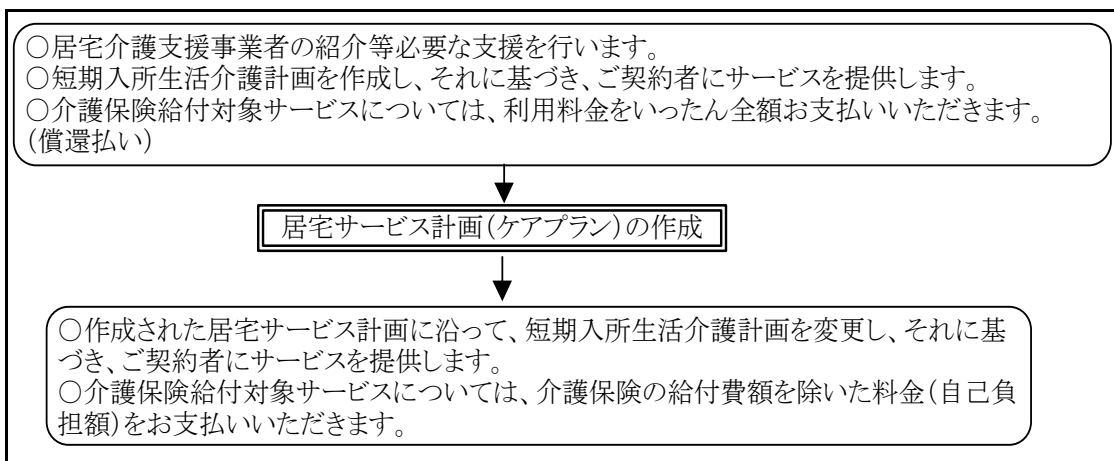 ○居宅介護支援事業者の紹介等必要な支援を行います。
○短期入所生活介護計画を作成し、それに基づき、ご契約者にサービスを提供します。
○介護保険給付対象サービスについては、利用料金をいったん全額お支払いいただきます。
(償還払い)
居宅サービス計画(ケアプラン)の作成
○作成された居宅サービス計画に沿って、短期入所生活介護計画を変更し、それに基
づき、ご契約者にサービスを提供します。
○介護保険給付対象サービスについては、介護保険の給付費額を除いた料金(自己負
担額)をお支払いいただきます。